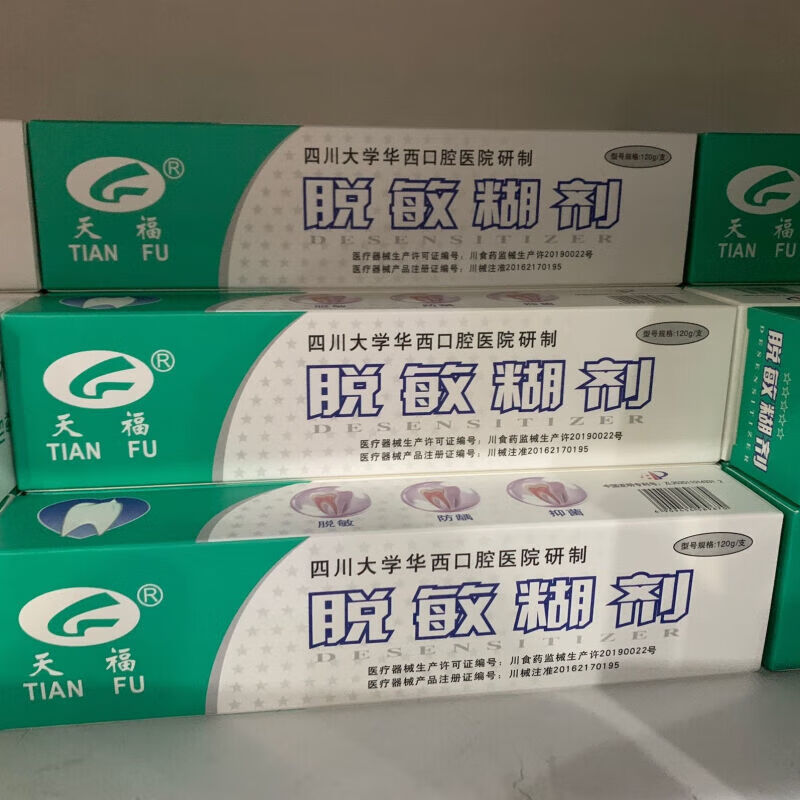 天福
TIAN FU
®
四川大学华西口腔医院研制
型号规格:120g/支
脱敏糊剂
DESENSITIZER
医疗器械生产许可证编号：川食药监械生产许20190022号
医疗器械产品注册证编号：川械注准20162170195
天福
TIAN FU
天福
TIAN FU
®
四川大学华西口腔医院研制
型号规格:120g/支
脱敏糊剂
DESENSITIZER
医疗器械生产许可证编号：川食药监械生产许20190022号
医疗器械产品注册证编号：川械注准20162170195
脱敏糊剂
DESENSITIZER
脱敏
防龋
抑菌
天福
TIAN FU
®
四川大学华西口腔医院研制
型号规格:120g/支
脱敏糊剂
DESENSITIZER
医疗器械生产许可证编号：川食药监械生产许20190022号
医疗器械产品注册证编号：川械注准20162170195